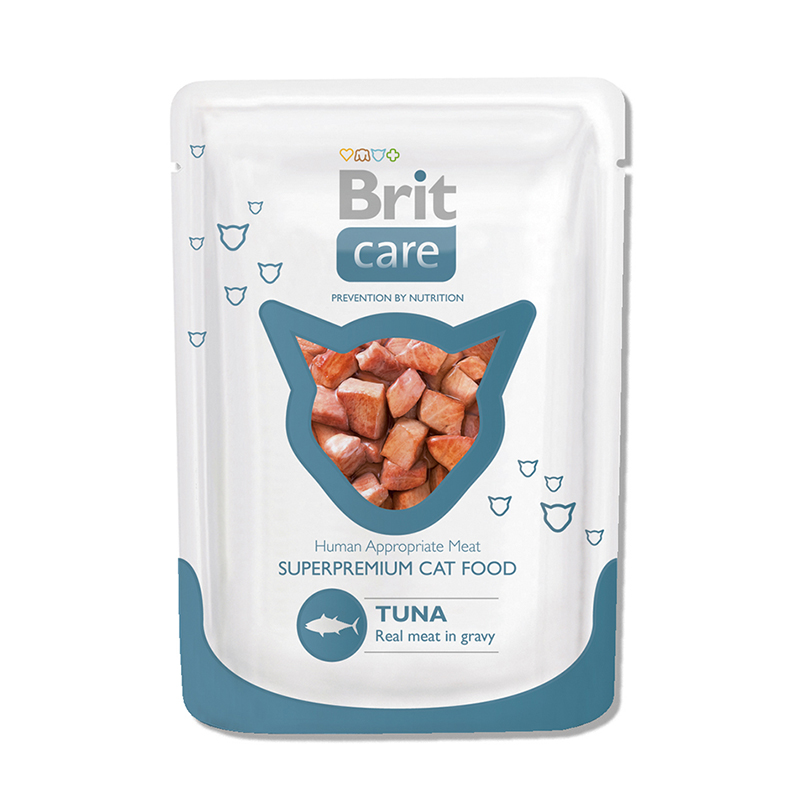 Brit
care
PREVENTION BY NUTRITION
Human Appropriate Meat
SUPERPREMIUM CAT FOOD
TUNA
Real meat in gravy